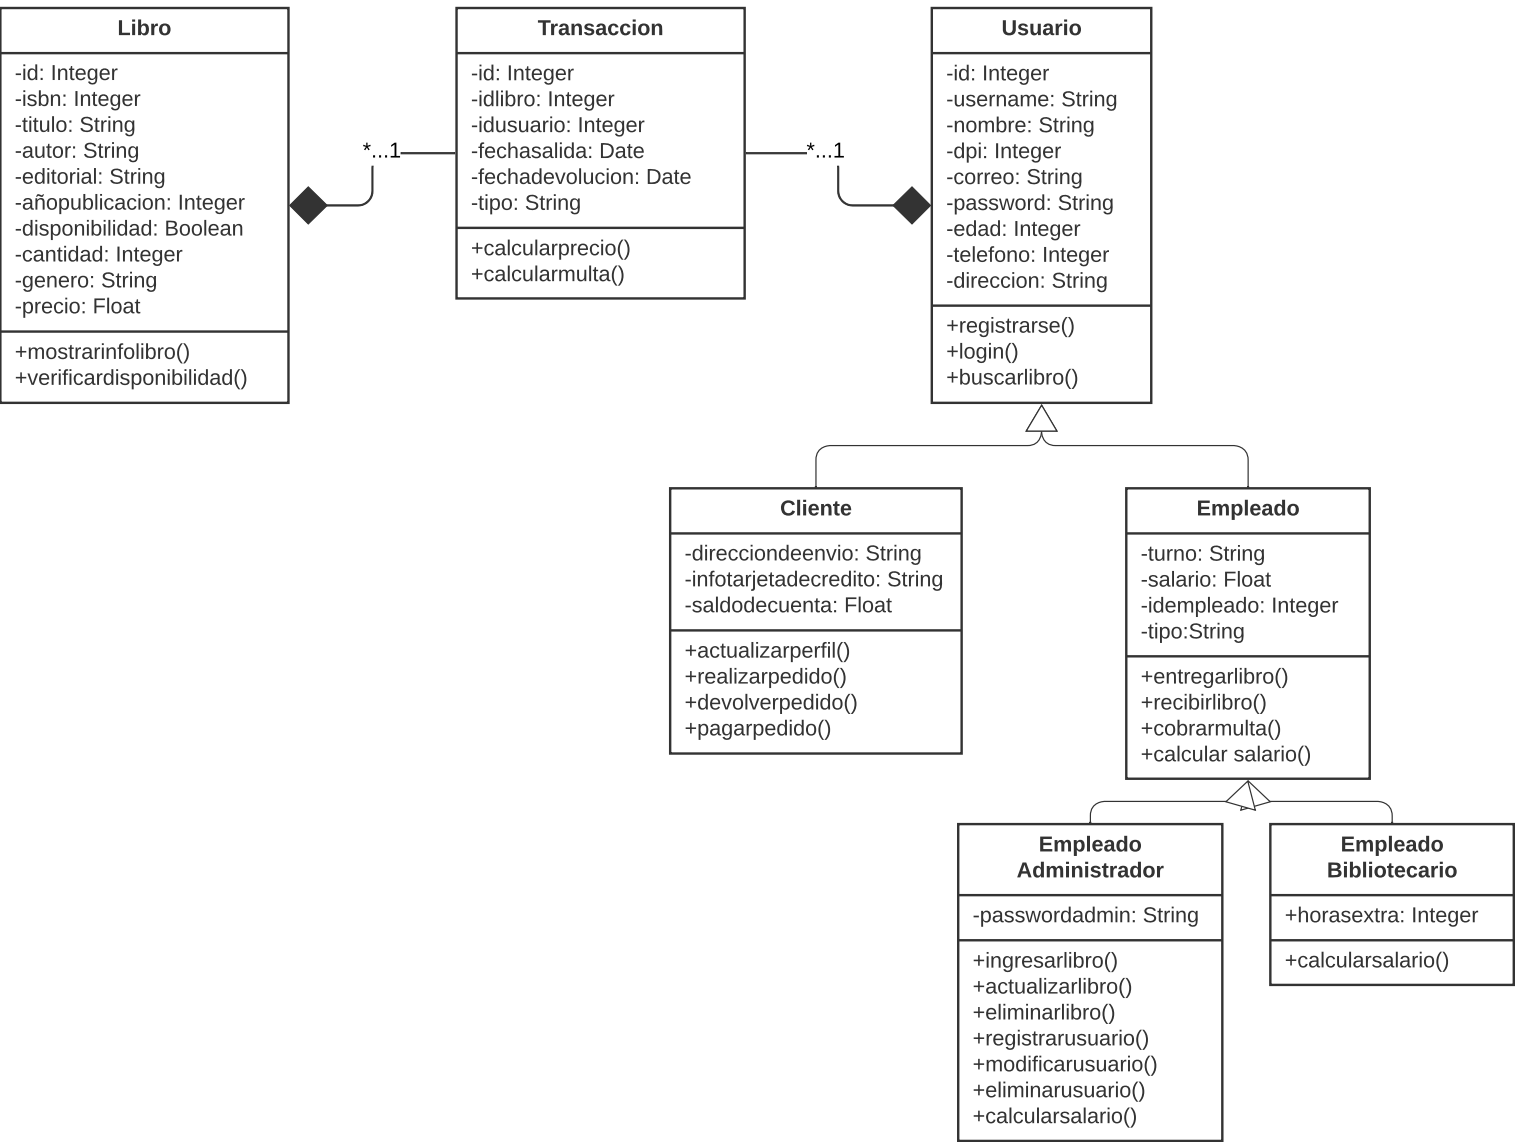 Libro
-id: Integer
-isbn: Integer
-titulo: String
-autor: String
-editorial: String
-añopublicacion: Integer
-disponibilidad: Boolean
-cantidad: Integer
-genero: String
-precio: Float
+mostrarinfolibro()
+verificardisponibilidad()
*...1
Transaccion
-id: Integer
-idlibro: Integer
-idusuario: Integer
-fechasalida: Date
-fechadevolucion: Date
-tipo: String
+calcularprecio()
+calcularmulta()
*...1
Usuario
-id: Integer
-username: String
-nombre: String
-dpi: Integer
-correo: String
-password: String
-edad: Integer
-telefono: Integer
-direccion: String
+registrarse()
+login()
+buscarlibro()
Cliente
-direcciondeenvio: String
-infotarjetadecredito: String
-saldodecuenta: Float
+actualizarperfil()
+realizarpedido()
+devolverpedido()
+pagarpedido()
Empleado
-turno: String
-salario: Float
-idempleado: Integer
-tipo:String
+entregarlibro()
+recibirlibro()
+cobrarmulta()
+calcular salario()
Empleado
Administrador
-passwordadmin: String
+ingresarlibro()
+actualizarlibro()
+eliminarlibro()
+registrarusuario()
+modificarusuario()
+eliminarusuario()
+calcularsalario()
Empleado
Bibliotecario
+horasextra: Integer
+calcularsalario()